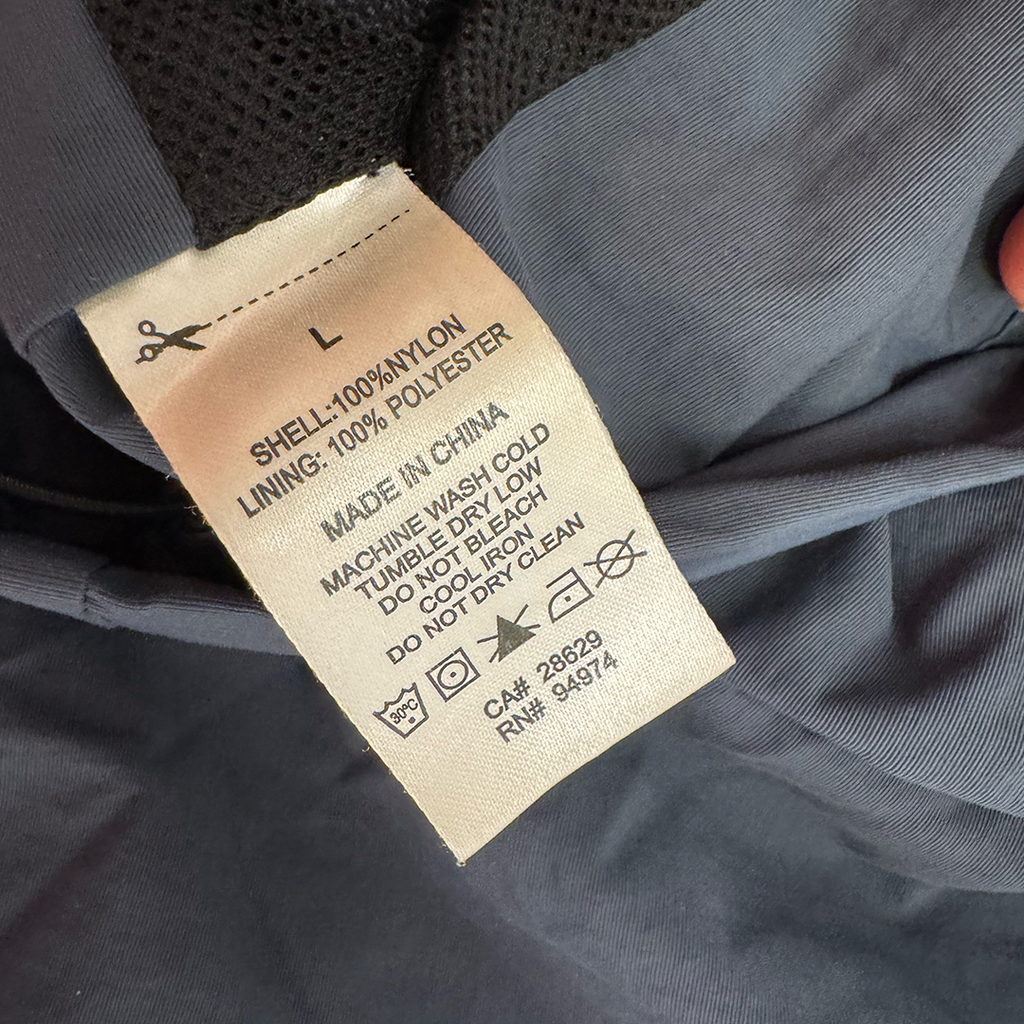 L
SHELL:100%NYLON
LINING: 100% POLYESTER
MADE IN CHINA
MACHINE WASH COLD
TUMBLE DRY LOW
DO NOT BLEACH
COOL IRON
DO NOT DRY CLEAN
30ºC
CA# 28629
RN# 94974